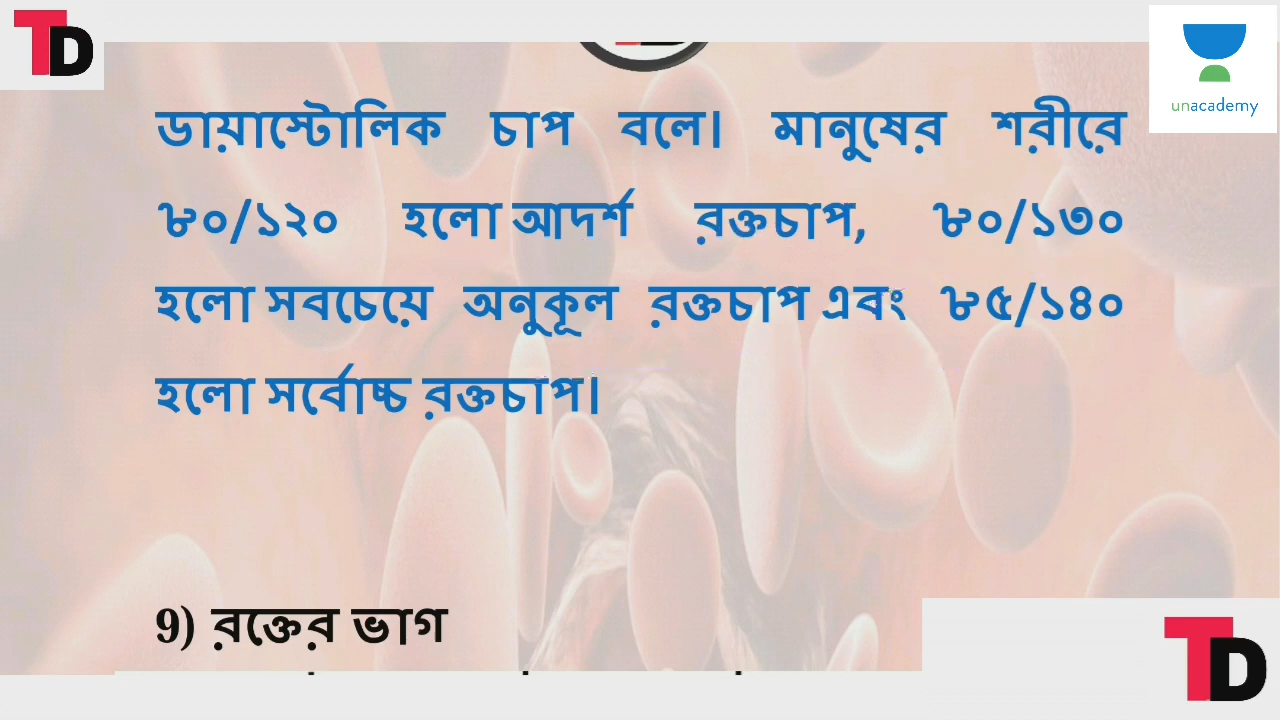 TD
unacademy
ডায়াস্টোলিক চাপ বলে। মানুষের শরীরে
৮০/১২০ হলো আদর্শ রক্তচাপ, ৮০/১৩০
হলো সবচেয়ে অনুকূল রক্তচাপ এবং ৮৫/১৪০
হলো সর্বোচ্চ রক্তচাপ।
9) রক্তের ভাগ
TD